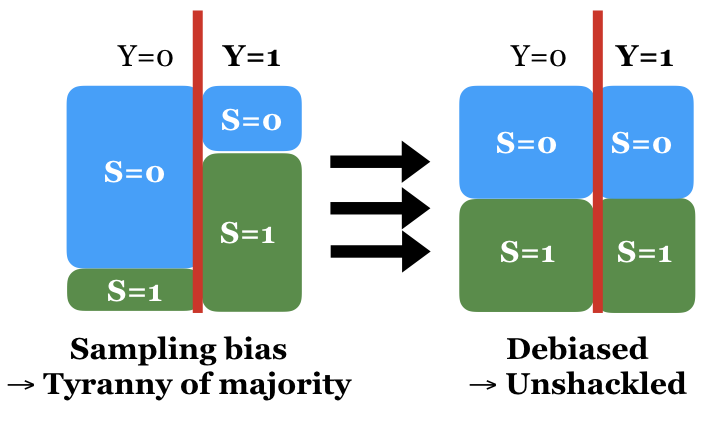 Y=0 Y=1 Y=0 Y=1
S=0 S=0 S=0 S=0
S=1 S=1 S=1 S=1
Sampling bias Debiased
→ Tyranny of majority → Unshackled